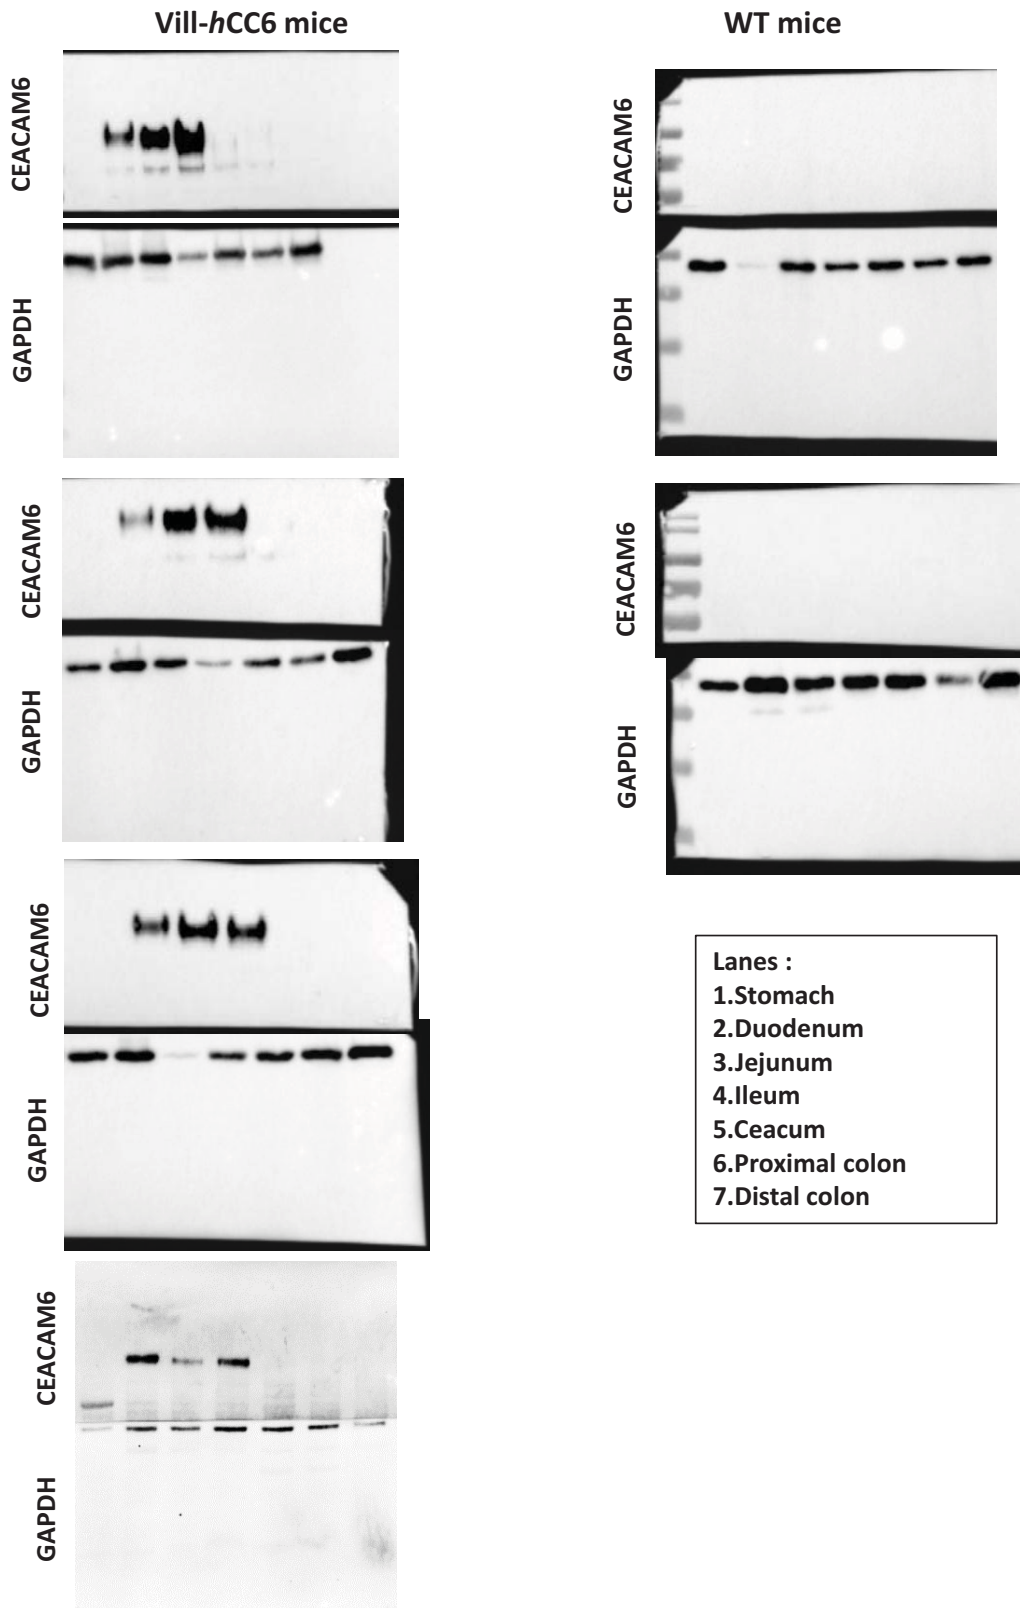 Vill-hCC6 mice
CEACAM6
GAPDH
CEACAM6
GAPDH
CEACAM6
GAPDH
CEACAM6
GAPDH
WT mice
CEACAM6
GAPDH
CEACAM6
GAPDH
Lanes :
1.Stomach
2.Duodenum
3.Jejunum
4.Ileum
5.Ceacum
6.Proximal colon
7.Distal colon